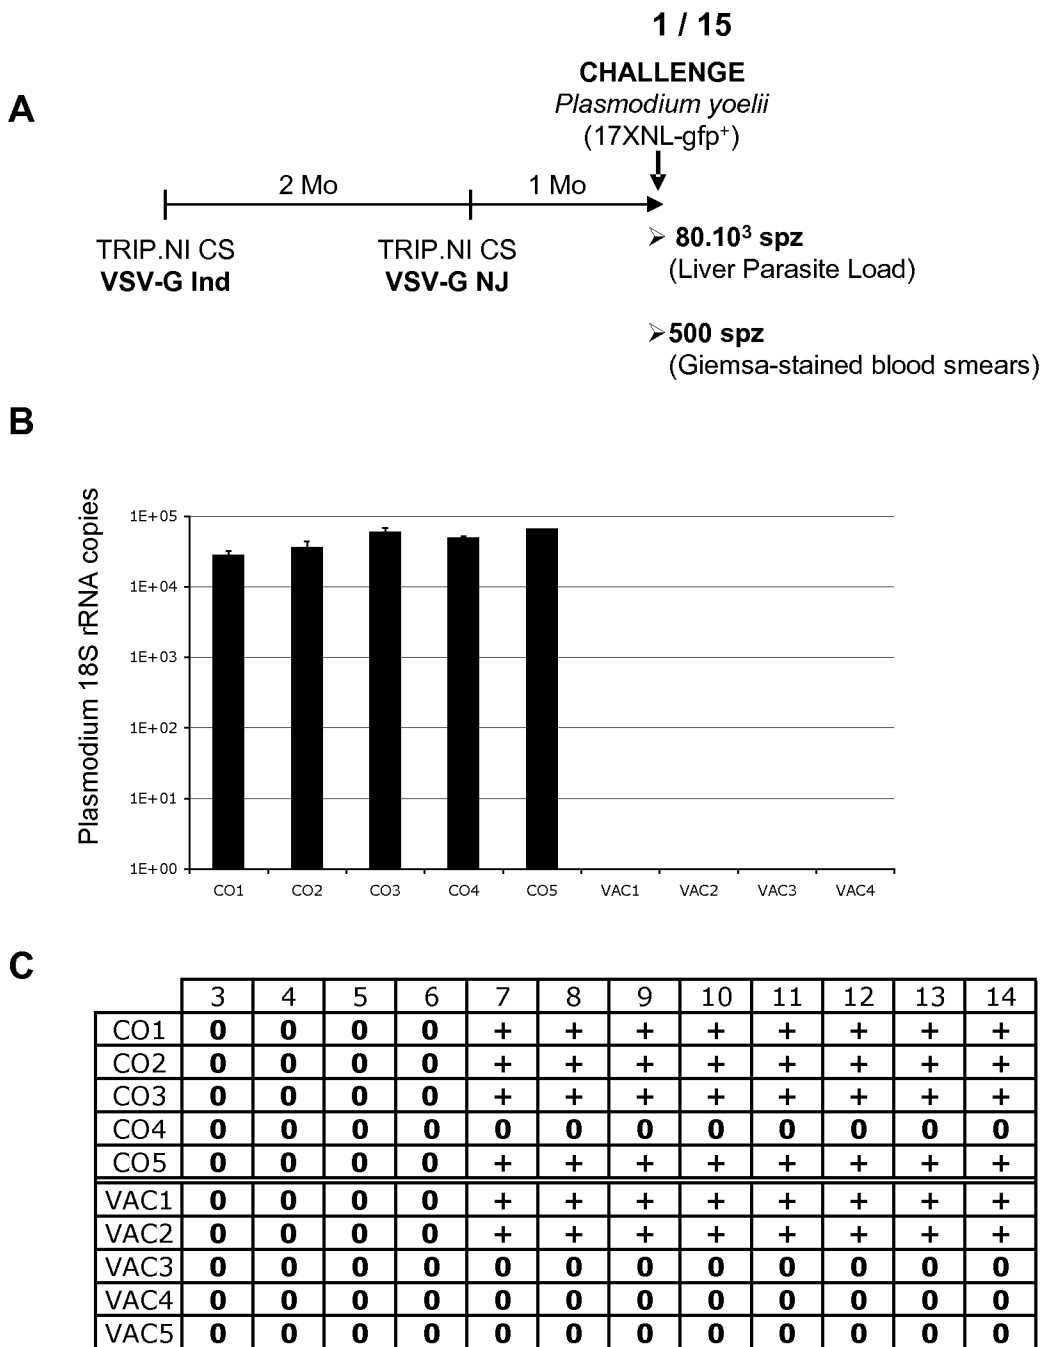 1 / 15
CHALLENGE
Plasmodium yoelii
(17XNL-gfp+)
A
2 Mo
1 Mo
TRIP.NI CS
VSV-G Ind
TRIP.NI CS
VSV-G NJ
➢ 80.10³ spz
(Liver Parasite Load)
➢ 500 spz
(Giemsa-stained blood smears)
B
Plasmodium 18S rRNA copies
1E+05
1E+04
1E+03
1E+02
1E+01
1E+00
CO1 CO2 CO3 CO4 CO5 VAC1 VAC2 VAC3 VAC4
C
3 4 5 6 7 8 9 10 11 12 13 14
CO1 0 0 0 0 + + + + + + + +
CO2 0 0 0 0 + + + + + + + +
CO3 0 0 0 0 + + + + + + + +
CO4 0 0 0 0 0 0 0 0 0 0 0 0
CO5 0 0 0 0 + + + + + + + +
VAC1 0 0 0 0 + + + + + + + +
VAC2 0 0 0 0 + + + + + + + +
VAC3 0 0 0 0 0 0 0 0 0 0 0 0
VAC4 0 0 0 0 0 0 0 0 0 0 0 0
VAC5 0 0 0 0 0 0 0 0 0 0 0 0